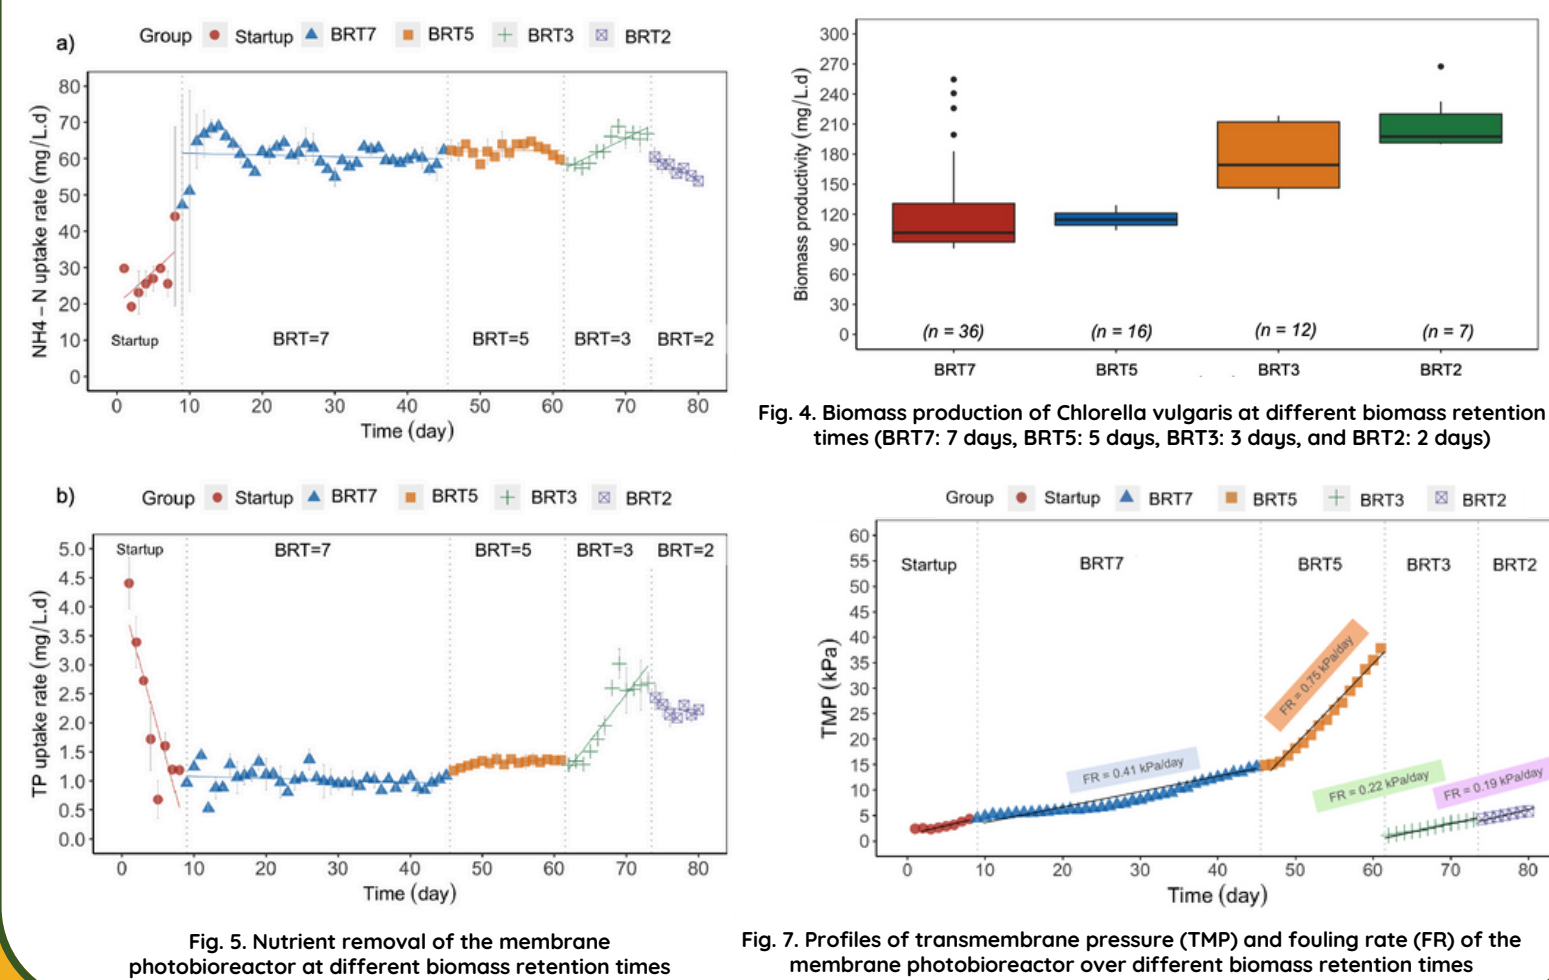 a)
Group Startup BRT7 BRT5 BRT3 BRT2
NH4 – N uptake rate (mg/L.d)
80
70
60
50
40
30
20
10
0
Startup BRT=7 BRT=5 BRT=3 BRT=2
0 10 20 30 40 50 60 70 80
Time (day)
Biomass productivity (mg/L.d)
300
270
240
210
180
150
120
90
60
30
0
(n = 36) (n = 16) (n = 12) (n = 7)
BRT7 BRT5 BRT3 BRT2
Fig. 4. Biomass production of Chlorella vulgaris at different biomass retention
times (BRT7: 7 days, BRT5: 5 days, BRT3: 3 days, and BRT2: 2 days)
b)
Group Startup BRT7 BRT5 BRT3 BRT2
TP uptake rate (mg/L.d)
Startup BRT=7 BRT=5 BRT=3 BRT=2
5.0
4.5
4.0
3.5
3.0
2.5
2.0
1.5
1.0
0.5
0.0
0 10 20 30 40 50 60 70 80
Time (day)
Fig. 5. Nutrient removal of the membrane
photobioreactor at different biomass retention times
Group Startup BRT7 BRT5 BRT3 BRT2
TMP (kPa)
60
55
50
45
40
35
30
25
20
15
10
5
0
Startup BRT7 BRT5 BRT3 BRT2
FR = 0.41 kPa/day
FR = 0.75 kPa/day
FR = 0.22 kPa/day
FR = 0.19 kPa/day
0 10 20 30 40 50 60 70 80
Time (day)
Fig. 7. Profiles of transmembrane pressure (TMP) and fouling rate (FR) of the
membrane photobioreactor over different biomass retention times